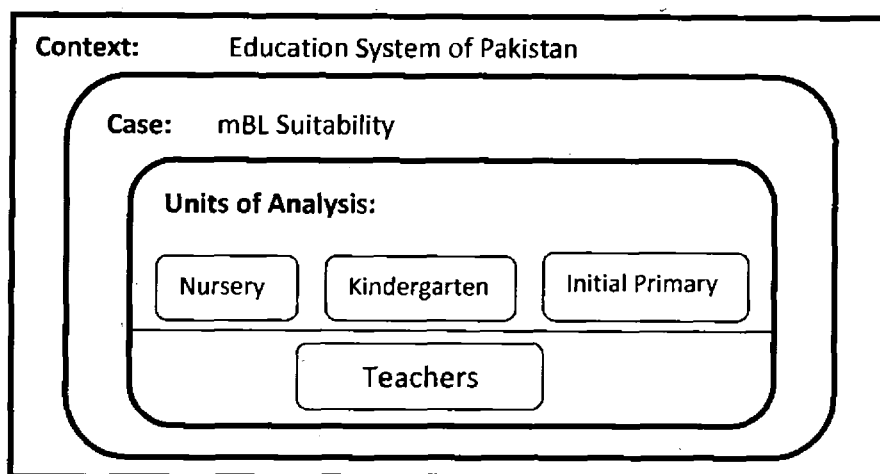 Context: Education System of Pakistan
Case: mBL Suitability
Units of Analysis:
Nursery Kindergarten Initial Primary
Teachers